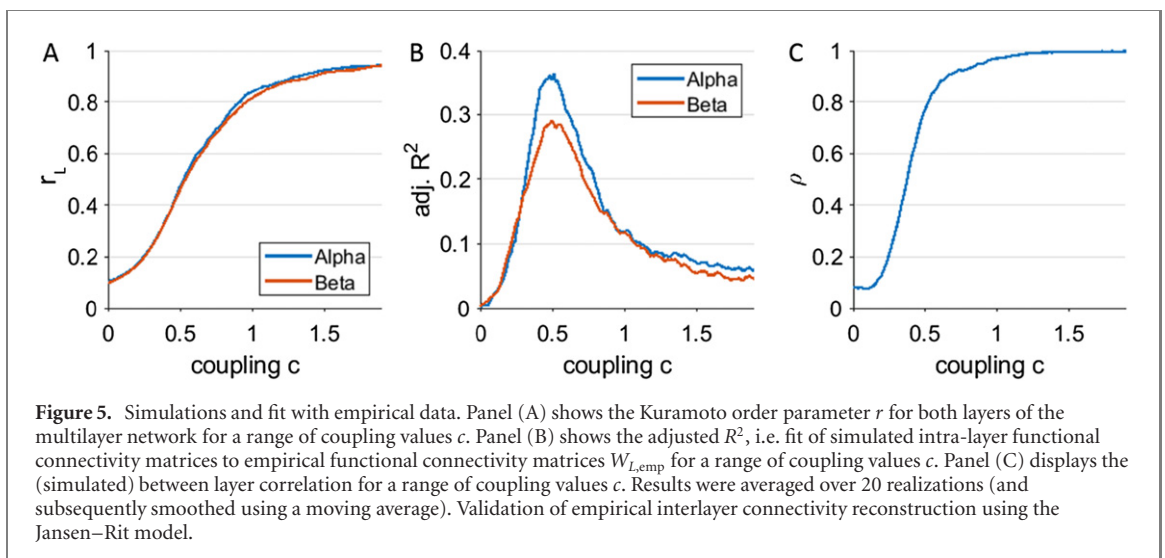 A
1
0.8
0.6
0.4
0.2
0
r_L
0 0.5 1 1.5
coupling c
Alpha
Beta
B
0.4
0.3
0.2
0.1
0
adj. R²
0 0.5 1 1.5
coupling c
Alpha
Beta
C
1
0.8
0.6
0.4
0.2
0
ρ
0 0.5 1 1.5
coupling c
Figure 5. Simulations and fit with empirical data. Panel (A) shows the Kuramoto order parameter r for both layers of the
multilayer network for a range of coupling values c. Panel (B) shows the adjusted R², i.e. fit of simulated intra-layer functional
connectivity matrices to empirical functional connectivity matrices W_L,emp for a range of coupling values c. Panel (C) displays the
(simulated) between layer correlation for a range of coupling values c. Results were averaged over 20 realizations (and
subsequently smoothed using a moving average). Validation of empirical interlayer connectivity reconstruction using the
Jansen–Rit model.